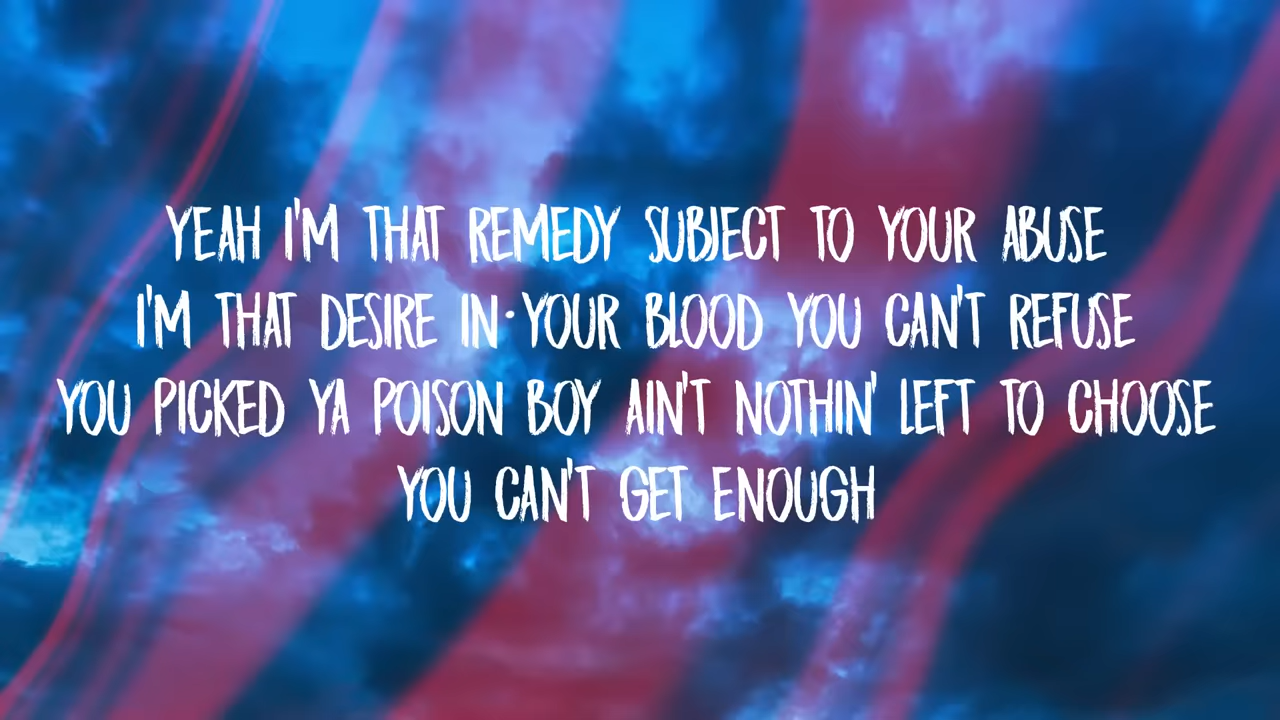 YEAH I'M THAT REMEDY SUBJECT TO YOUR ABUSE
I'M THAT DESIRE IN YOUR BLOOD YOU CAN'T REFUSE
YOU PICKED YA POISON BOY AIN'T NOTHIN' LEFT TO CHOOSE
YOU CAN'T GET ENOUGH